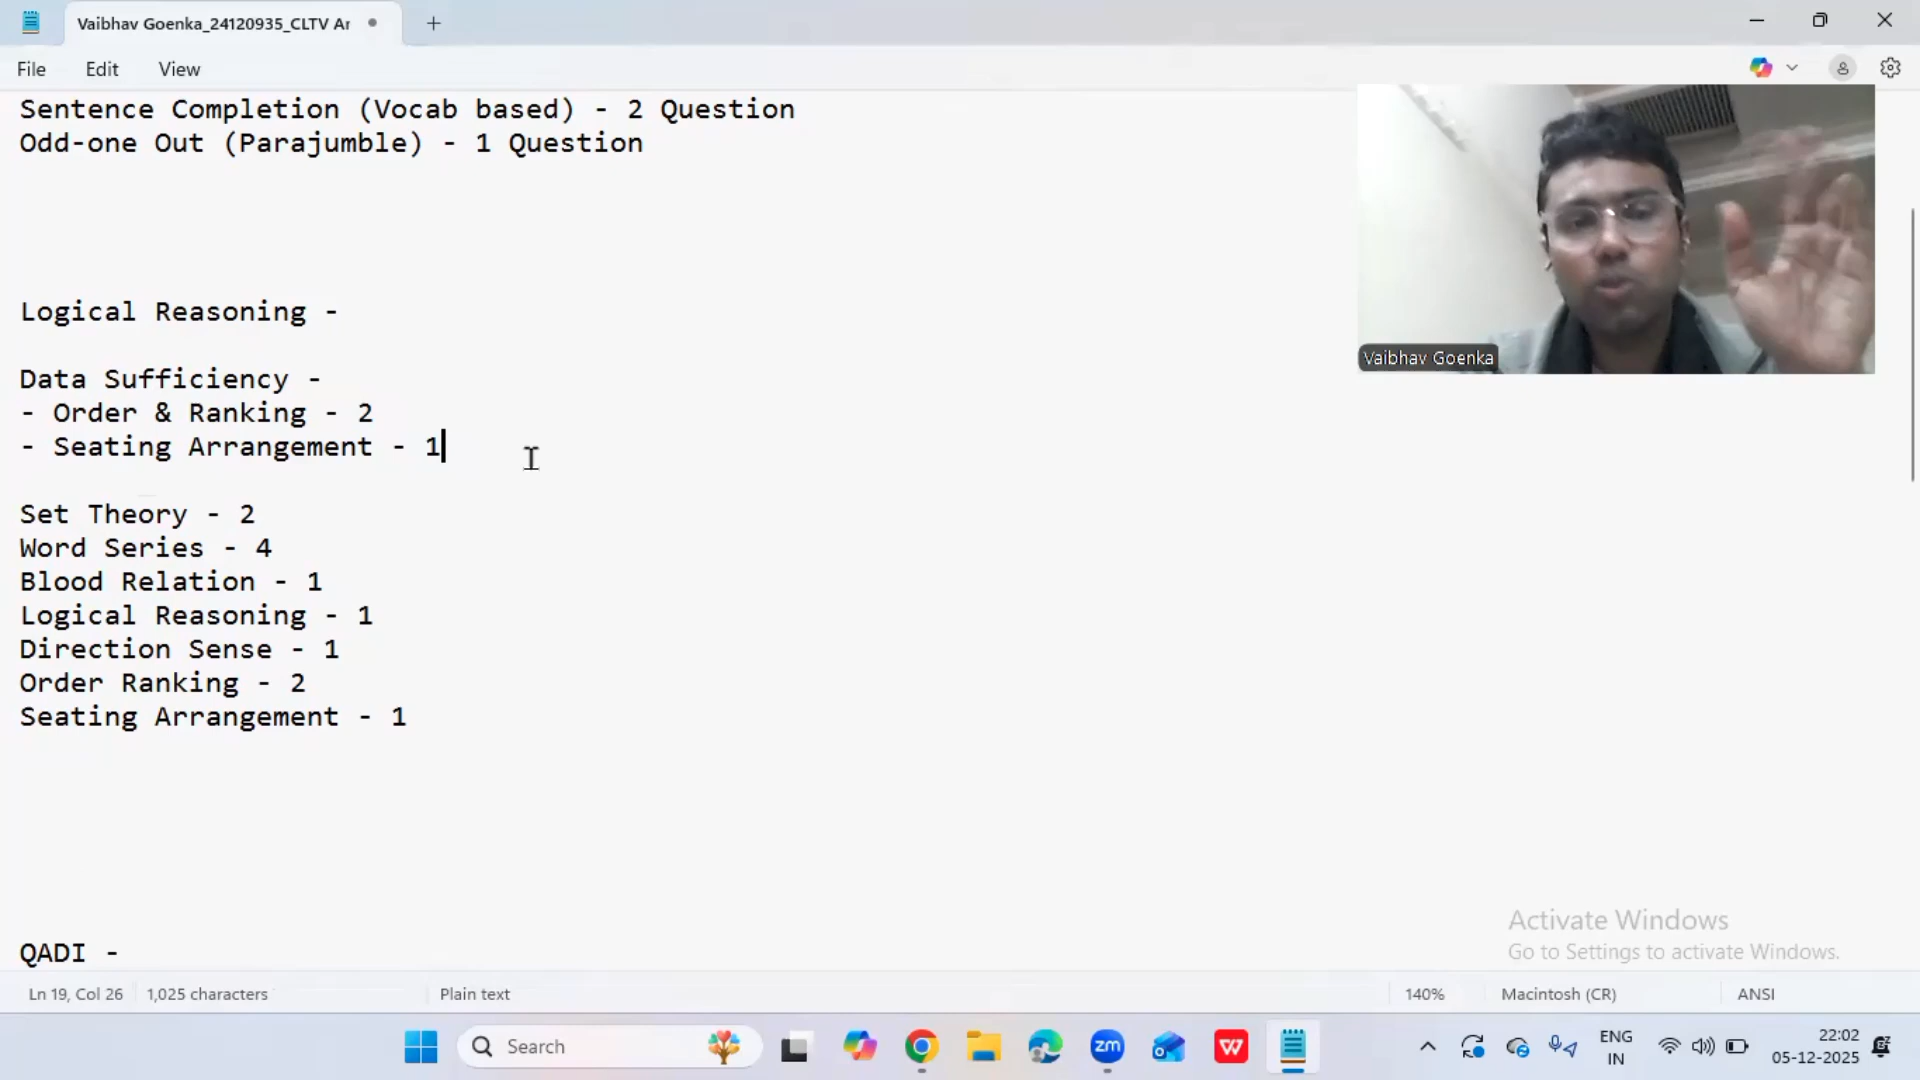 Vaibhav Goenka_24120935_CLTV Ar
File Edit View
Sentence Completion (Vocab based) - 2 Question
Odd-one Out (Parajumble) - 1 Question
Vaibhav Goenka
Logical Reasoning -
Data Sufficiency -
- Order & Ranking - 2
- Seating Arrangement - 1
Set Theory - 2
Word Series - 4
Blood Relation - 1
Logical Reasoning - 1
Direction Sense - 1
Order Ranking - 2
Seating Arrangement - 1
QADI -
Activate Windows
Go to Settings to activate Windows.
Ln 19, Col 26 1,025 characters Plain text 140% Macintosh (CR) ANSI
Search zm W ENG IN 22:02 05-12-2025